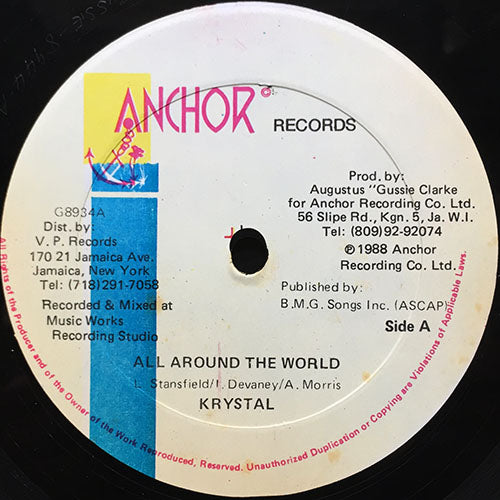 ANCHOR ©
RECORDS
G8934A
Dist. by:
V. P. Records
170 21 Jamaica Ave.
Jamaica, New York
Tel: (718)291-7058
Recorded & Mixed at
Music Works
Recording Studio
Prod. by:
Augustus "Gussie Clarke
for Anchor Recording Co. Ltd.
56 Slipe Rd., Kgn. 5, Ja. W.I.
Tel: (809)92-92074
℗1988 Anchor
Recording Co. Ltd.
Published by:
B.M.G. Songs Inc. (ASCAP)
Side A
ALL AROUND THE WORLD
L. Stansfield/I. Devaney/A. Morris
KRYSTAL
All Rights of the Producer and of the Owner of the Work Reproduced, Reserved. Unauthorized Duplication or Copying are Violations of Applicable Laws.